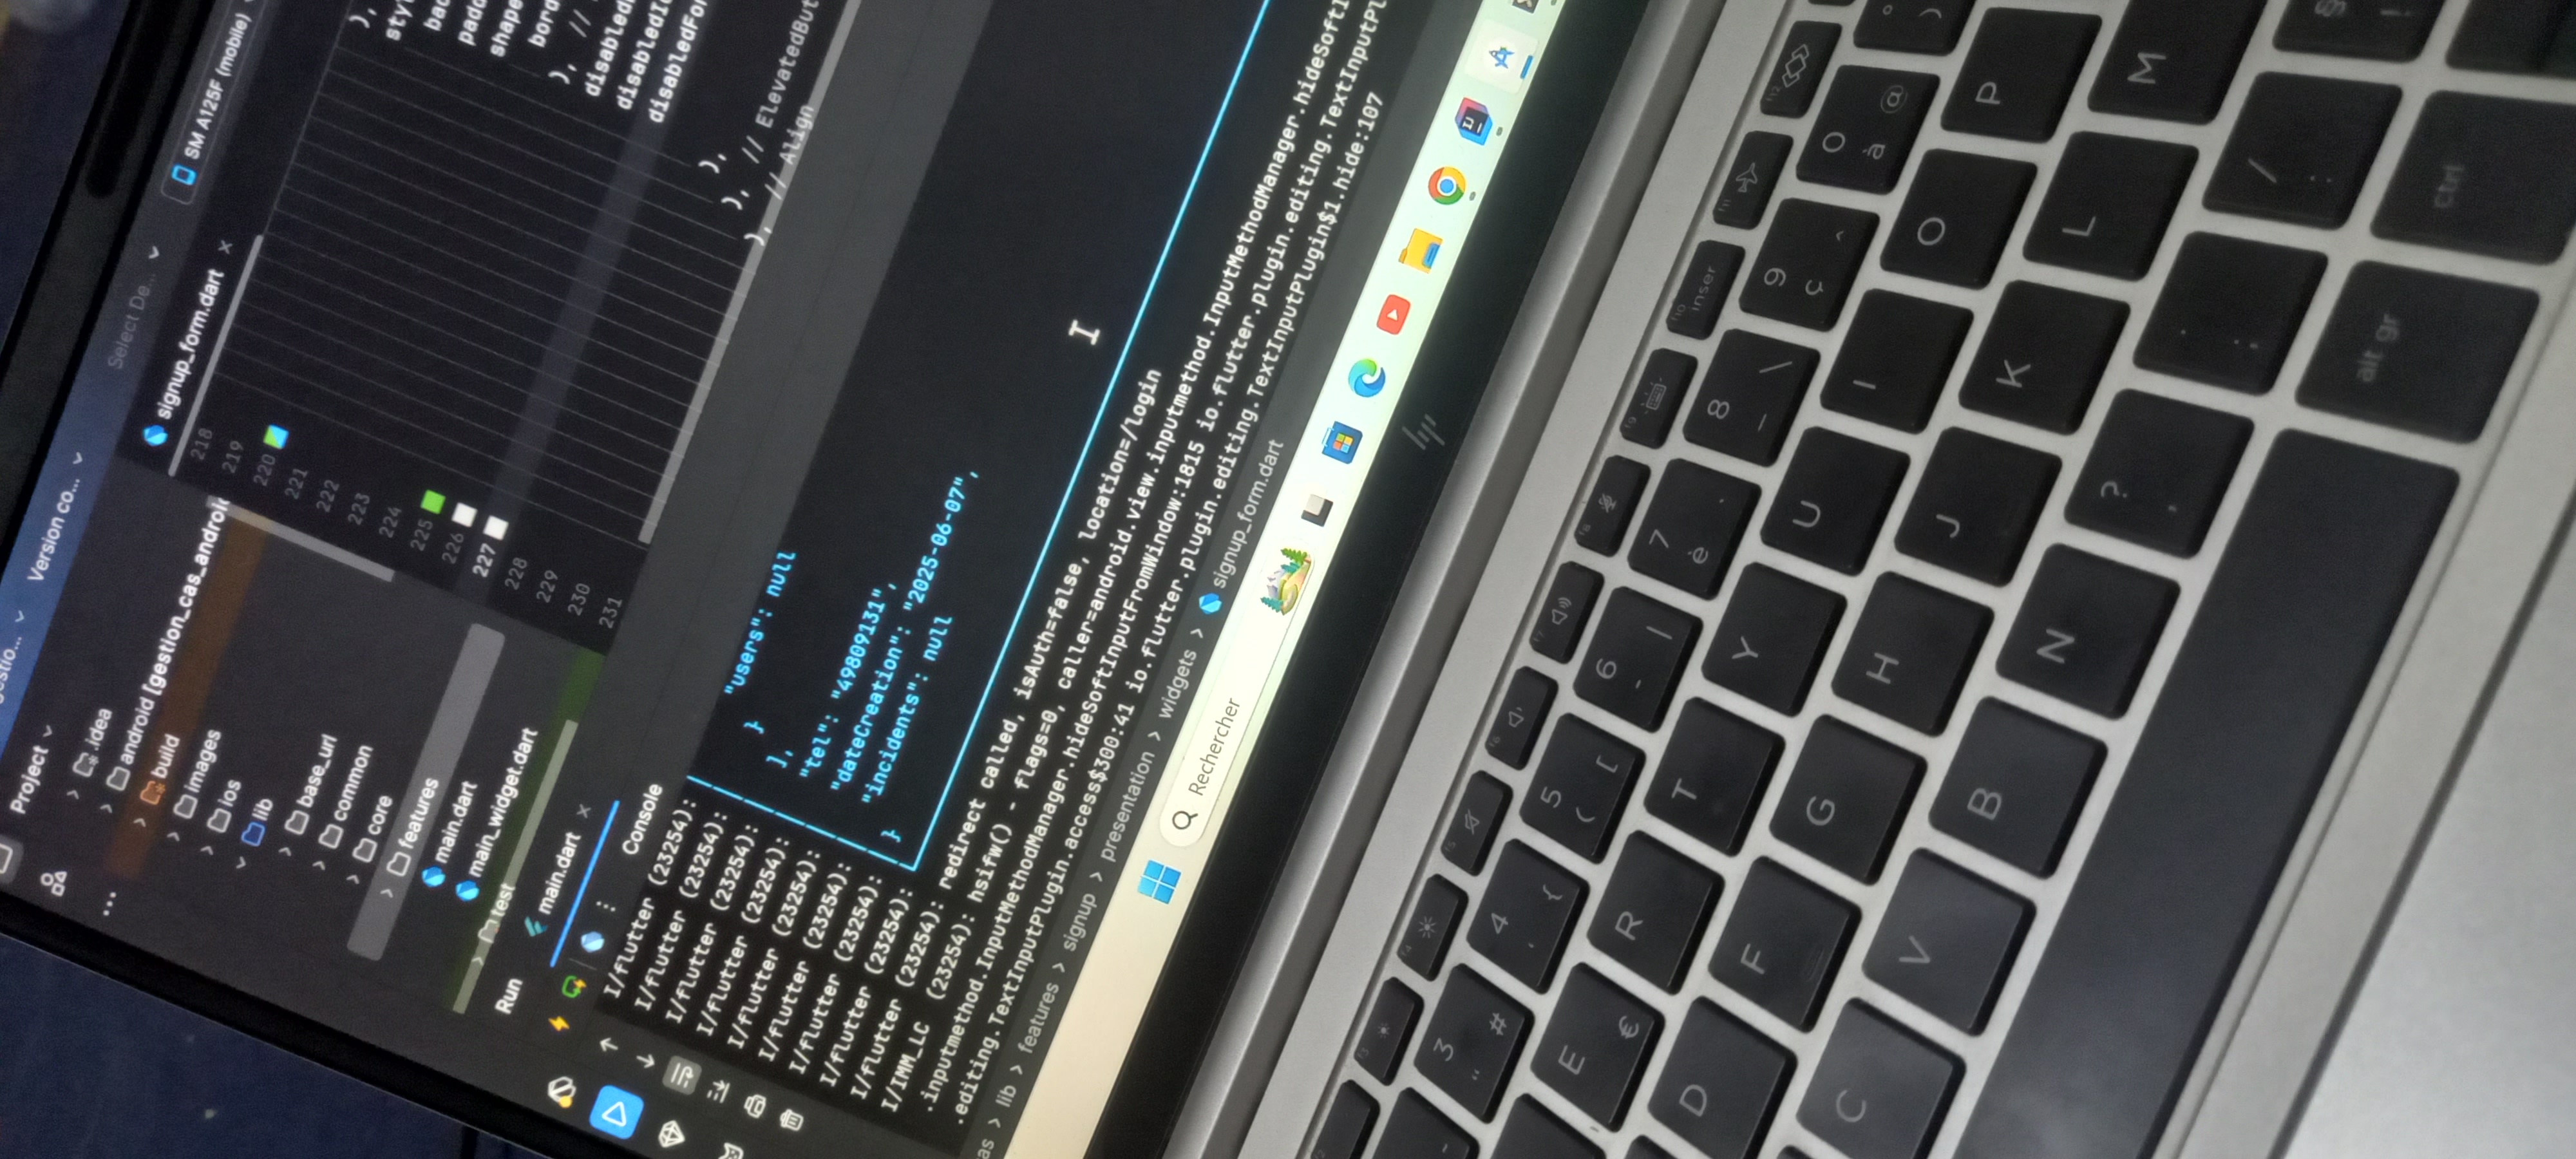 Version co...
Project
Select De...
SM A125F (mobile)
.idea
android [gestion_cas_android
build
images
ios
lib
base_url
common
core
features
main.dart
main_widget.dart
test
signup_form.dart
218
219
220
221
222
223
224
225
226
227
228
229
230
231
),
styl
bac
padd
shape
bord
), //
disabled
disabledIc
disabledFor
),
), // ElevatedBut
), // Align
Run
main.dart
Console
I/flutter (23254):
I/flutter (23254):
I/flutter (23254):
I/flutter (23254):
I/flutter (23254):
I/flutter (23254):
I/flutter (23254):
I/flutter (23254):
"users": null
}
],
"tel": "49809131",
"dateCreation": "2025-06-07",
"incidents": null
}
I/flutter (23254): redirect called, isAuth=false, location=/login
I/IMM_LC (23254): hsifw() - flags=0, caller=android.view.inputmethod.InputMethodManager.hideSoftI
.inputmethod.InputMethodManager.hideSoftInputFromWindow:1815 io.flutter.plugin.editing.TextInputPl
.editing.TextInputPlugin.access$300:41 io.flutter.plugin.editing.TextInputPlugin$1.hide:107
as > lib > features > signup > presentation > widgets > signup_form.dart
Rechercher
hp
inser
3 " #
4 ' {
5 ( [
6 - |
7 è
8 _ \
9 ç ^
0 à @
° )
E €
R
T
Y
U
I
O
P
D
F
G
H
J
K
L
M
C
V
B
N
? ,
. ;
/ :
§ !
alt gr
ctrl